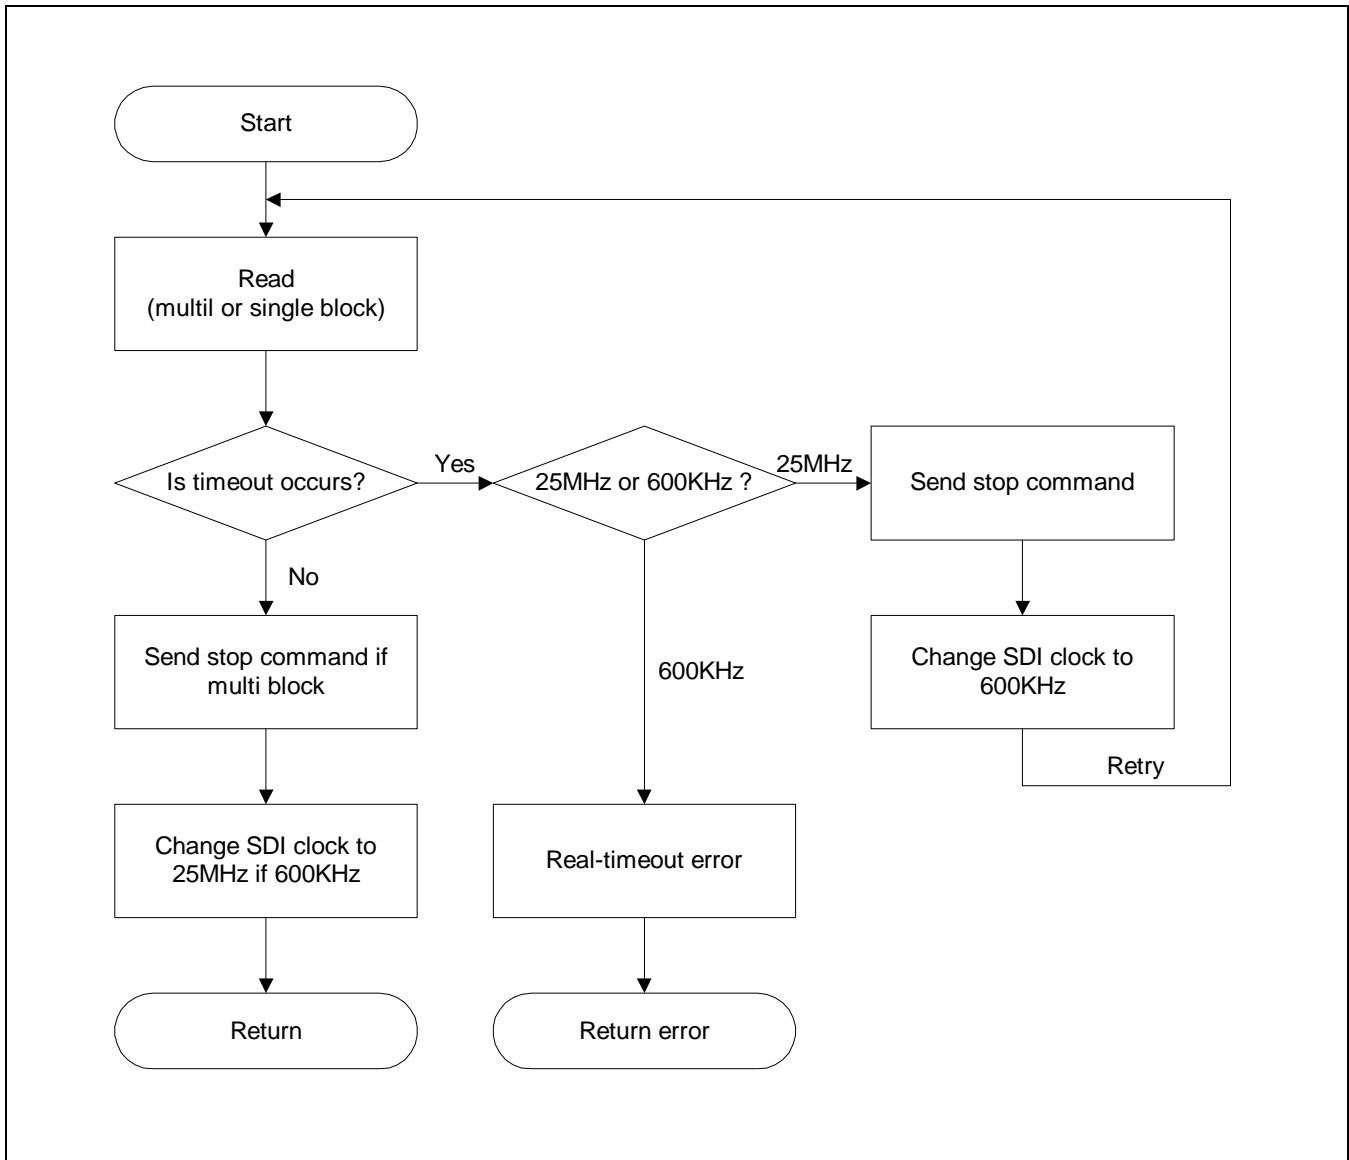 Start
Read
(multil or single block)
Is timeout occurs?
Yes
25MHz or 600KHz ?
25MHz
Send stop command
No
Send stop command if
multi block
600KHz
Change SDI clock to
600KHz
Retry
Change SDI clock to
25MHz if 600KHz
Real-timeout error
Return
Return error